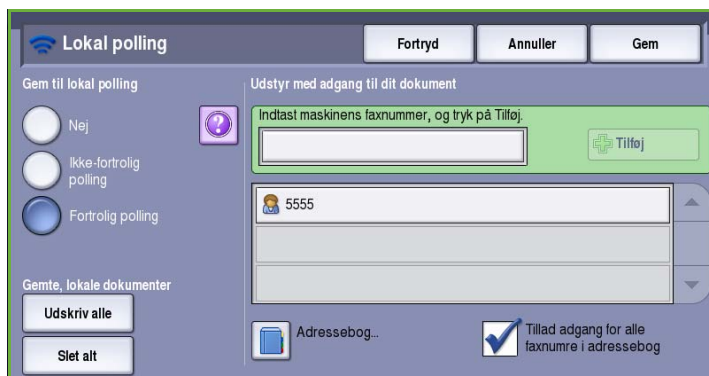 Lokal polling
Fortryd
Annuller
Gem
Gem til lokal polling
Nej
Ikke-fortrolig
polling
Fortrolig polling
Gemte, lokale dokumenter
Udskriv alle
Slet alt
Udstyr med adgang til dit dokument
Indtast maskinens faxnummer, og tryk på Tilføj.
Tilføj
5555
Adressebog...
Tillad adgang for alle
faxnumre i adressebog